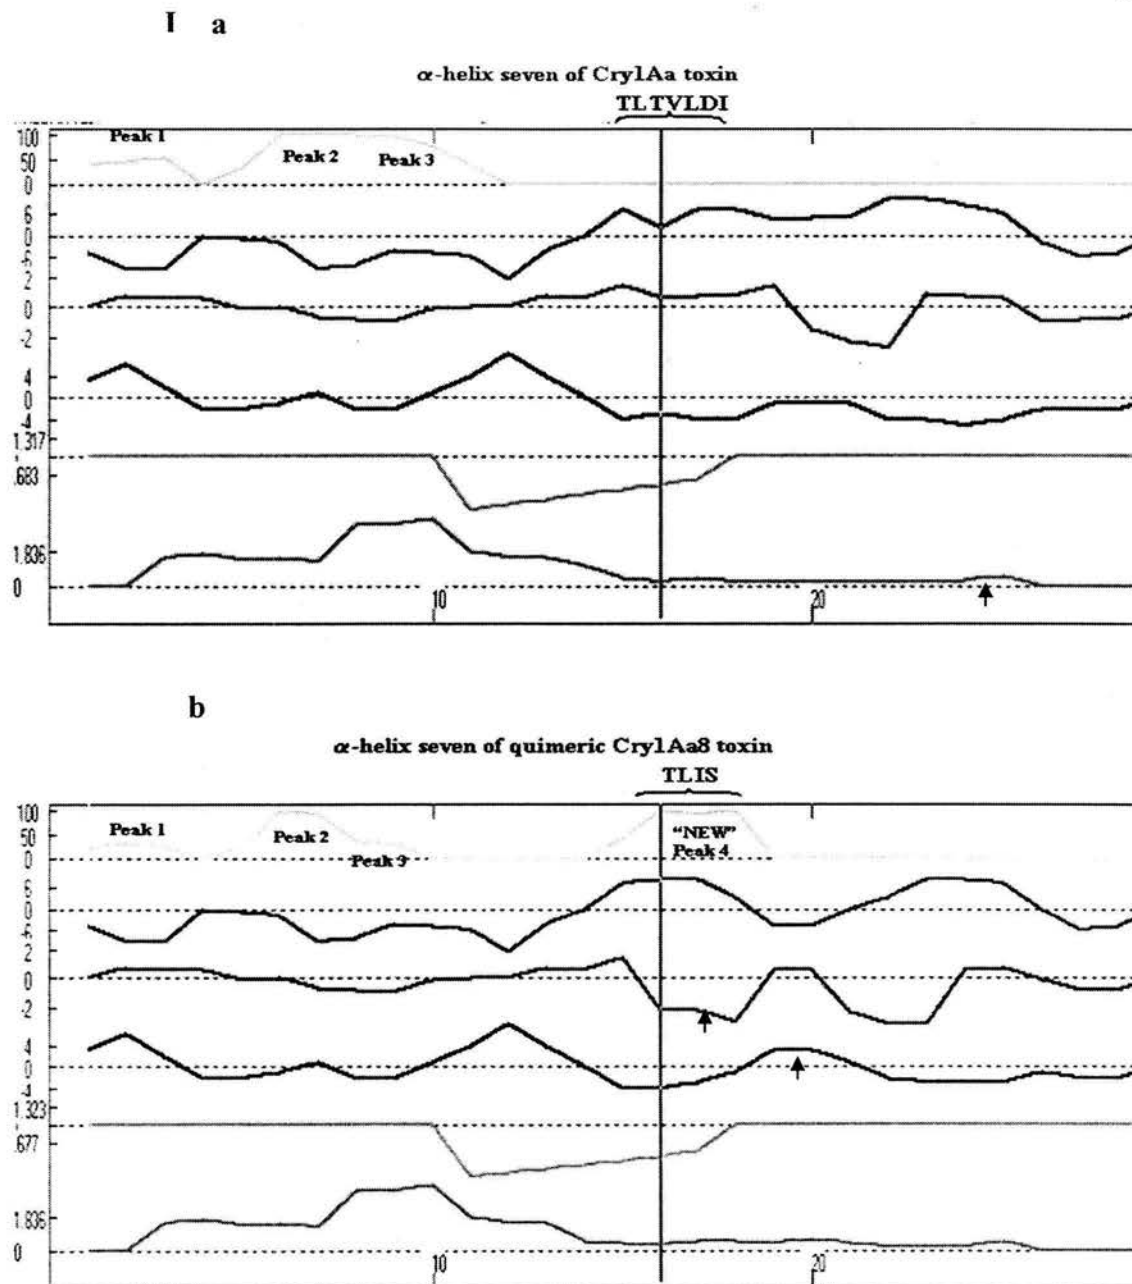 I a
α-helix seven of Cry1Aa toxin
TLTVLDI
100
50
0
Peak 1
Peak 2
Peak 3
6
0
-6
2
0
-2
4
0
-4
1.317
.683
1.836
0
10
20
b
α-helix seven of quimeric Cry1Aa8 toxin
TLIS
100
50
0
Peak 1
Peak 2
Peak 3
“NEW”
Peak 4
6
0
-6
2
0
-2
4
0
-4
1.323
.677
1.836
0
10
20